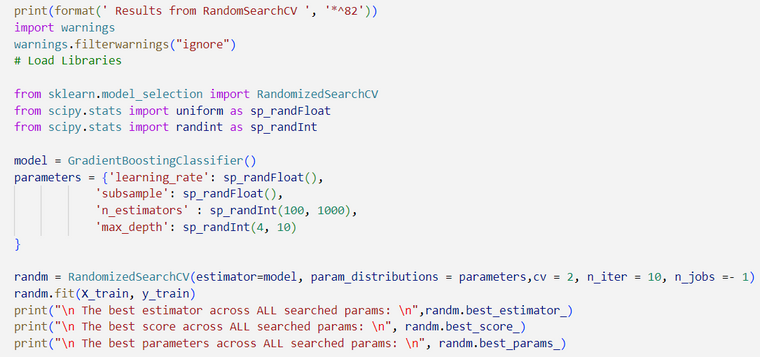 print(format(' Results from RandomSearchCV ', '*^82'))
import warnings
warnings.filterwarnings("ignore")
# Load Libraries
from sklearn.model_selection import RandomizedSearchCV
from scipy.stats import uniform as sp_randFloat
from scipy.stats import randint as sp_randInt
model = GradientBoostingClassifier()
parameters = {'learning_rate': sp_randFloat(),
'subsample': sp_randFloat(),
'n_estimators' : sp_randInt(100, 1000),
'max_depth': sp_randInt(4, 10)
}
randm = RandomizedSearchCV(estimator=model, param_distributions = parameters,cv = 2, n_iter = 10, n_jobs =- 1)
randm.fit(X_train, y_train)
print("\n The best estimator across ALL searched params: \n",randm.best_estimator_)
print("\n The best score across ALL searched params: \n", randm.best_score_)
print("\n The best parameters across ALL searched params: \n", randm.best_params_)